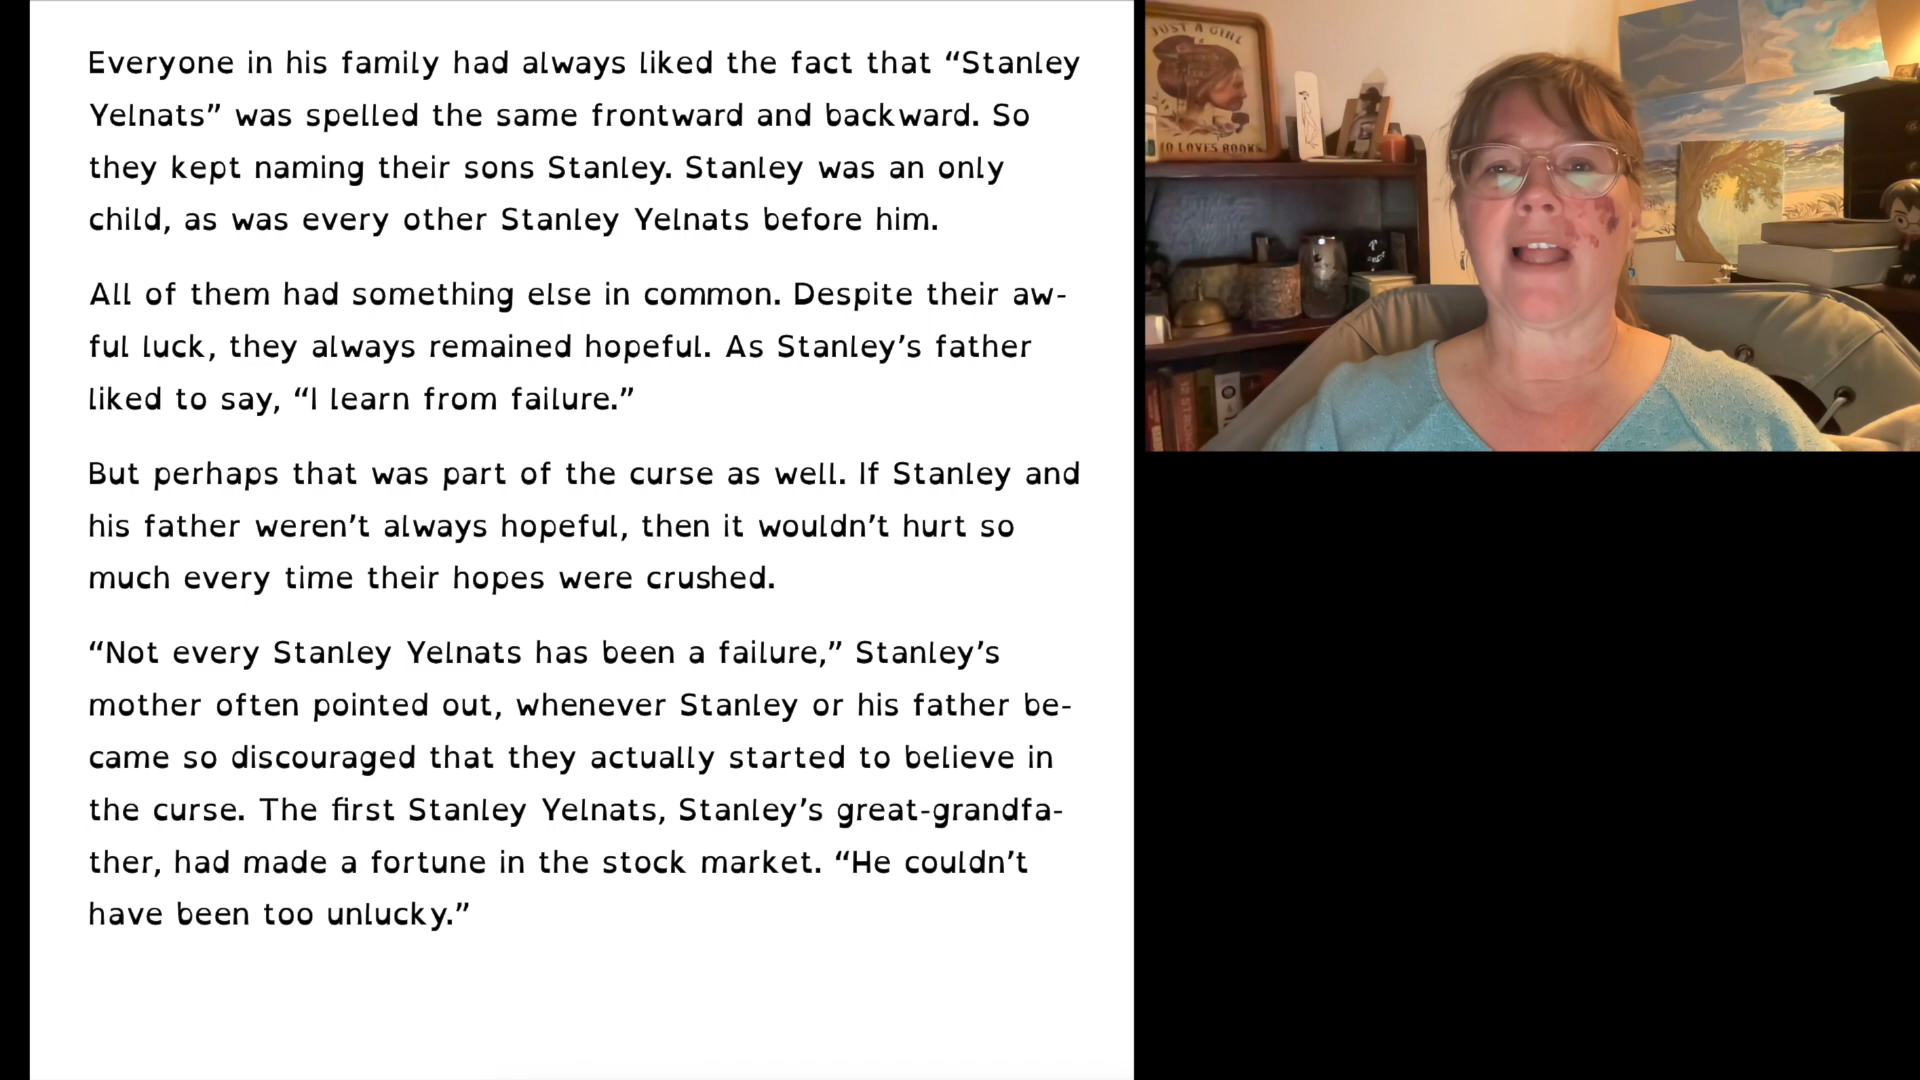 Everyone in his family had always liked the fact that “Stanley
Yelnats” was spelled the same frontward and backward. So
they kept naming their sons Stanley. Stanley was an only
child, as was every other Stanley Yelnats before him.
All of them had something else in common. Despite their aw-
ful luck, they always remained hopeful. As Stanley’s father
liked to say, “I learn from failure.”
But perhaps that was part of the curse as well. If Stanley and
his father weren’t always hopeful, then it wouldn’t hurt so
much every time their hopes were crushed.
“Not every Stanley Yelnats has been a failure,” Stanley’s
mother often pointed out, whenever Stanley or his father be-
came so discouraged that they actually started to believe in
the curse. The first Stanley Yelnats, Stanley’s great-grandfa-
ther, had made a fortune in the stock market. “He couldn’t
have been too unlucky.”
JUST A GIRL
LOVES BOOKS